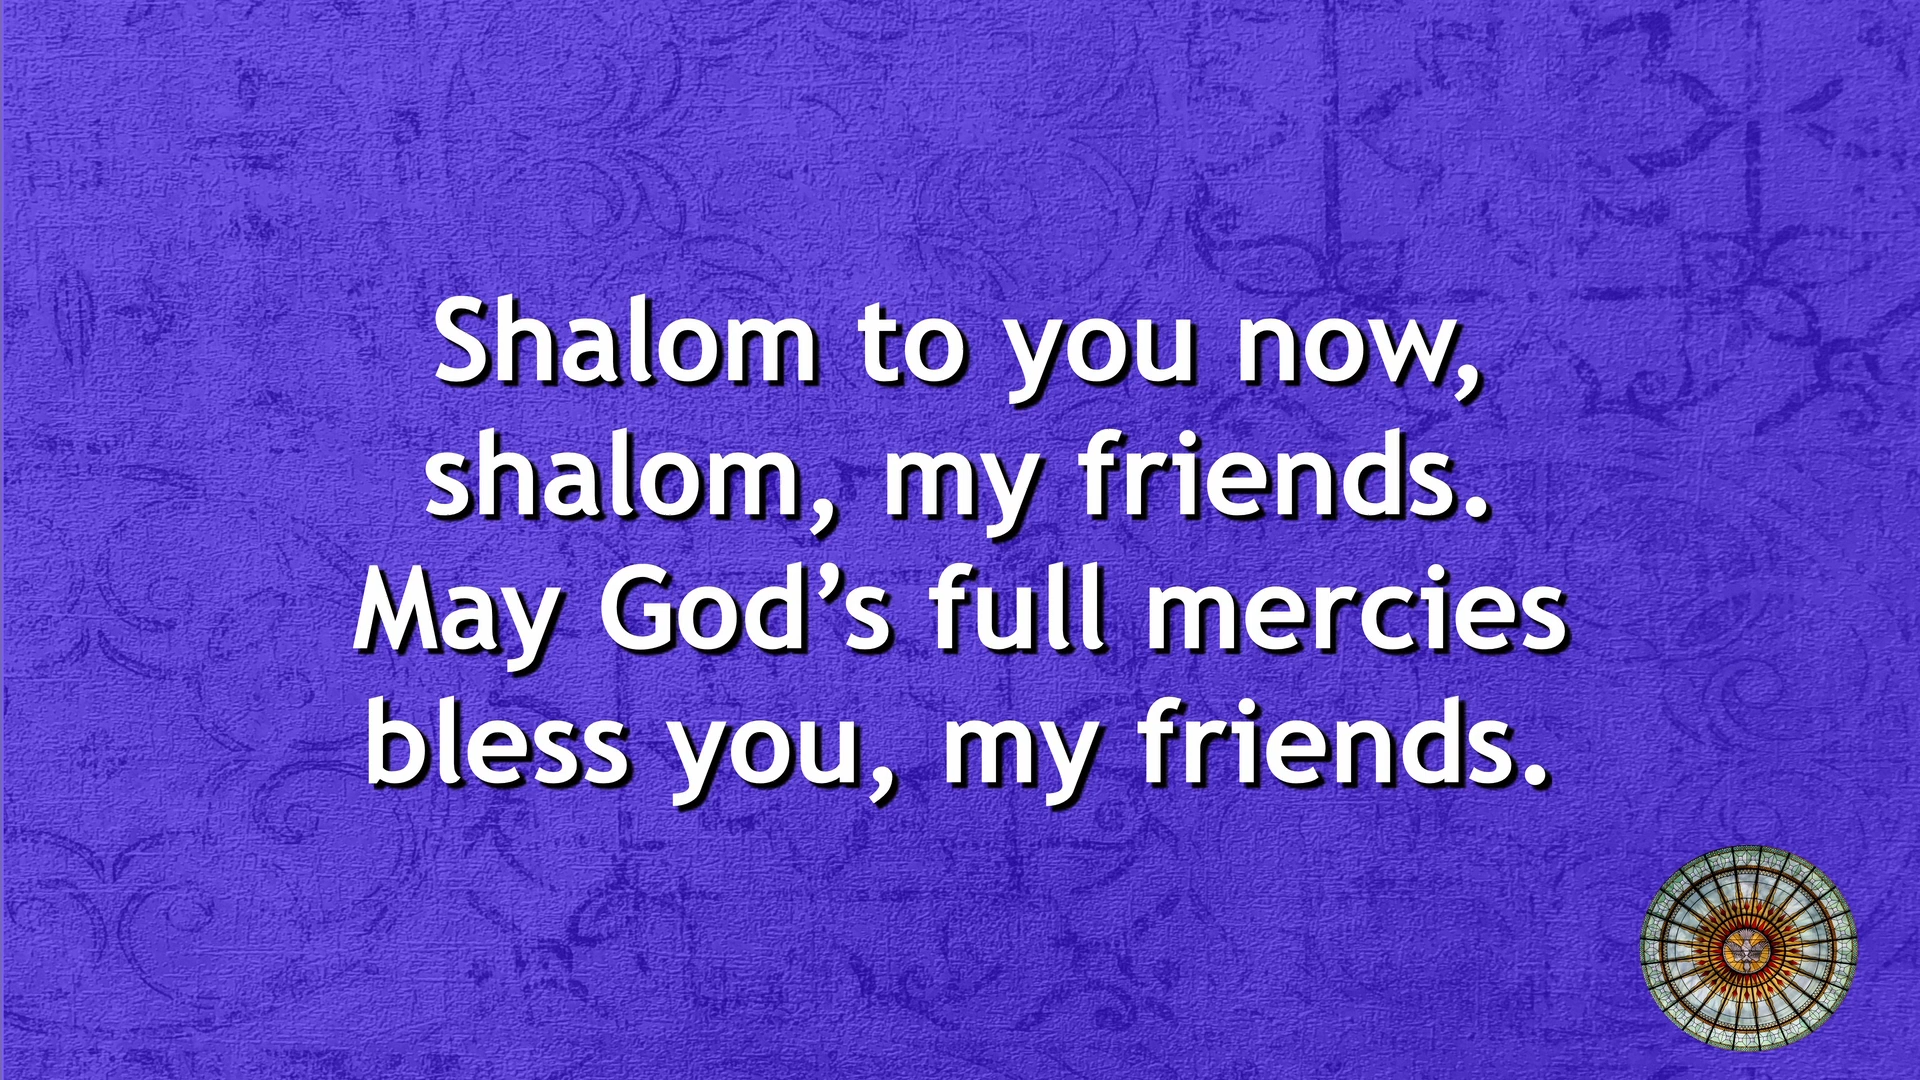 Shalom to you now,
shalom, my friends.
May God’s full mercies
bless you, my friends.